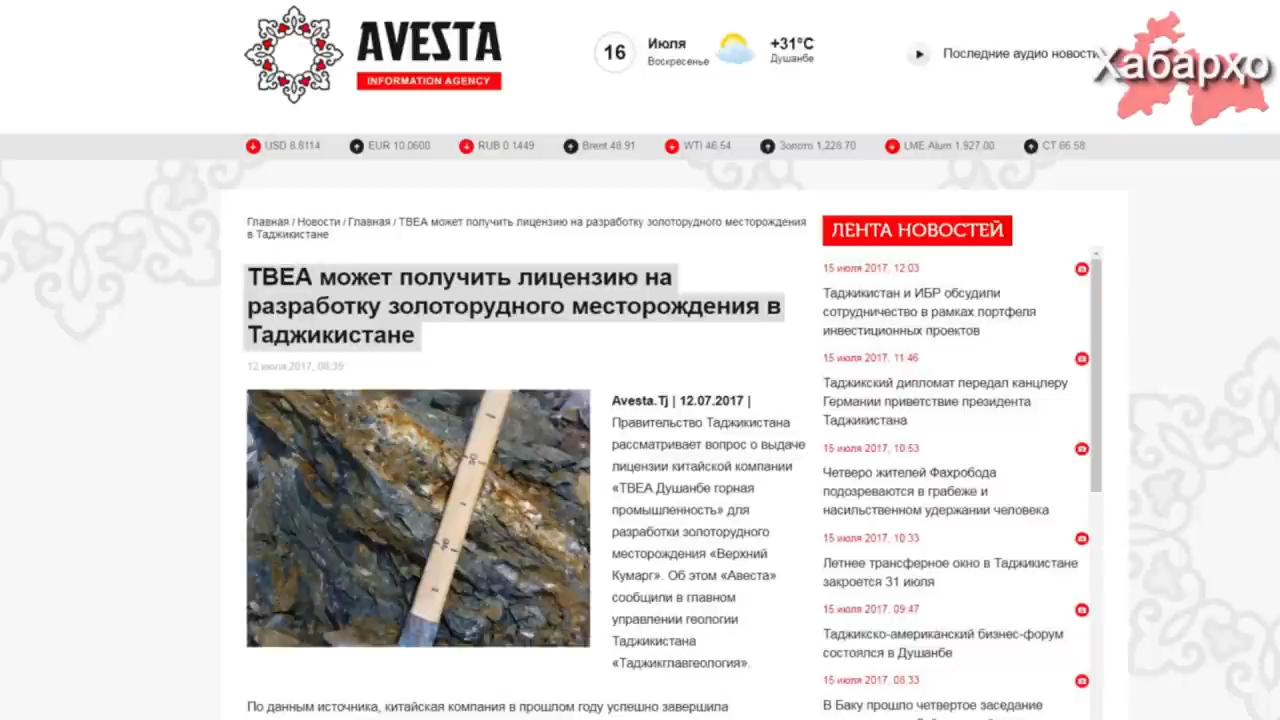 AVESTA
INFORMATION AGENCY
16
Июля
Воскресенье
+31°C
Душанбе
Последние аудио новости
Хабарҳо
USD 8.8114 EUR 10.0600 RUB 0.1449 Brent 48.91 WTI 46.54 Золото 1,228.70 LME.Alum 1,927.00 CT 66.58
Главная / Новости / Главная / ТВЕА может получить лицензию на разработку золоторудного месторождения
в Таджикистане
ТВЕА может получить лицензию на
разработку золоторудного месторождения в
Таджикистане
12 июля 2017, 08:39
Avesta.Tj | 12.07.2017 |
Правительство Таджикистана
рассматривает вопрос о выдаче
лицензии китайской компании
«ТВЕА Душанбе горная
промышленность» для
разработки золоторудного
месторождения «Верхний
Кумарг». Об этом «Авеста»
сообщили в главном
управлении геологии
Таджикистана
«Таджикглавгеология».
По данным источника, китайская компания в прошлом году успешно завершила
ЛЕНТА НОВОСТЕЙ
15 июля 2017, 12:03
Таджикистан и ИБР обсудили
сотрудничество в рамках портфеля
инвестиционных проектов
15 июля 2017, 11:46
Таджикский дипломат передал канцлеру
Германии приветствие президента
Таджикистана
15 июля 2017, 10:53
Четверо жителей Фахробода
подозреваются в грабеже и
насильственном удержании человека
15 июля 2017, 10:33
Летнее трансферное окно в Таджикистане
закроется 31 июля
15 июля 2017, 09:47
Таджикско-американский бизнес-форум
состоялся в Душанбе
15 июля 2017, 08:33
В Баку прошло четвертое заседание